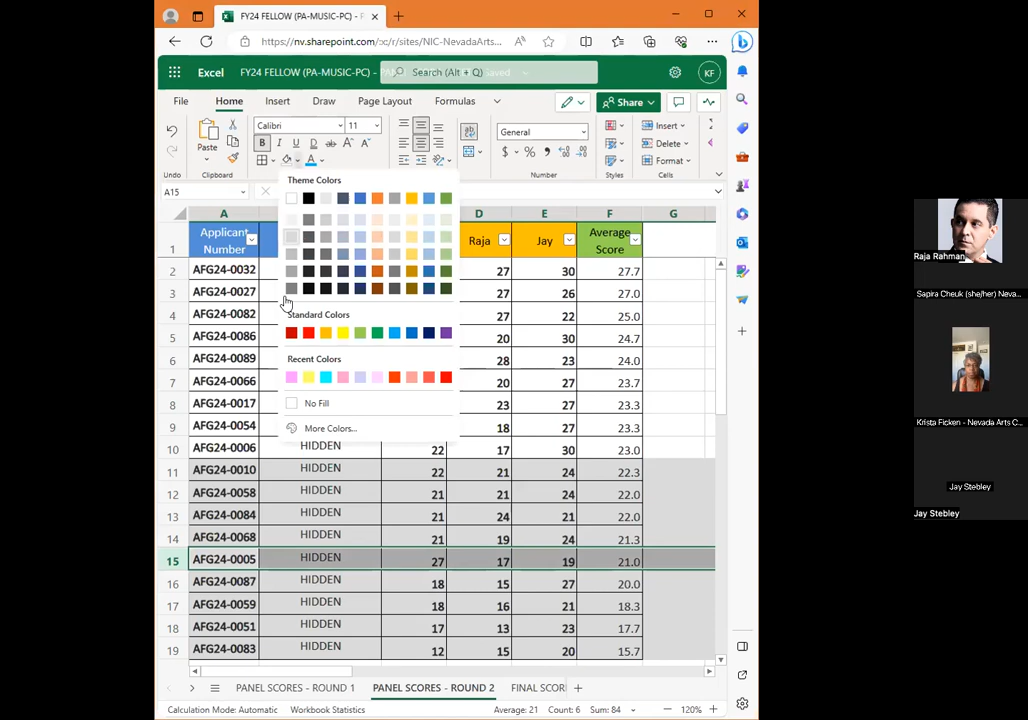 FY24 FELLOW (PA-MUSIC-PC) - P
https://nv.sharepoint.com/:x:/r/sites/NIC-NevadaArts...
Excel
FY24 FELLOW (PA-MUSIC-PC) -
Search (Alt + Q)
Saved
KF
File
Home
Insert
Draw
Page Layout
Formulas
Share
Paste
Calibri
11
General
Insert
Delete
Format
Undo
Clipboard
Number
Styles
Cells
A15
Theme Colors
Standard Colors
Recent Colors
No Fill
More Colors...
A D E F G
1 Applicant Number Raja Jay Average Score
2 AFG24-0032 27 30 27.7
3 AFG24-0027 27 26 27.0
4 AFG24-0082 27 22 25.0
5 AFG24-0086 20 30 24.7
6 AFG24-0089 28 23 24.0
7 AFG24-0066 20 27 23.7
8 AFG24-0017 23 27 23.3
9 AFG24-0054 18 27 23.3
10 AFG24-0006 HIDDEN 22 17 30 23.0
11 AFG24-0010 HIDDEN 22 21 24 22.3
12 AFG24-0058 HIDDEN 21 21 24 22.0
13 AFG24-0084 HIDDEN 21 24 21 22.0
14 AFG24-0068 HIDDEN 21 19 24 21.3
15 AFG24-0005 HIDDEN 27 17 19 21.0
16 AFG24-0087 HIDDEN 18 15 27 20.0
17 AFG24-0059 HIDDEN 18 16 21 18.3
18 AFG24-0051 HIDDEN 17 13 23 17.7
19 AFG24-0083 HIDDEN 12 15 20 15.7
PANEL SCORES - ROUND 1
PANEL SCORES - ROUND 2
FINAL SCOR
Calculation Mode: Automatic
Workbook Statistics
Average: 21
Count: 6
Sum: 84
120%
Raja Rahman
Sapira Cheuk (she/her) Neva...
Krista Ficken - Nevada Arts C...
Jay Stebley
Jay Stebley